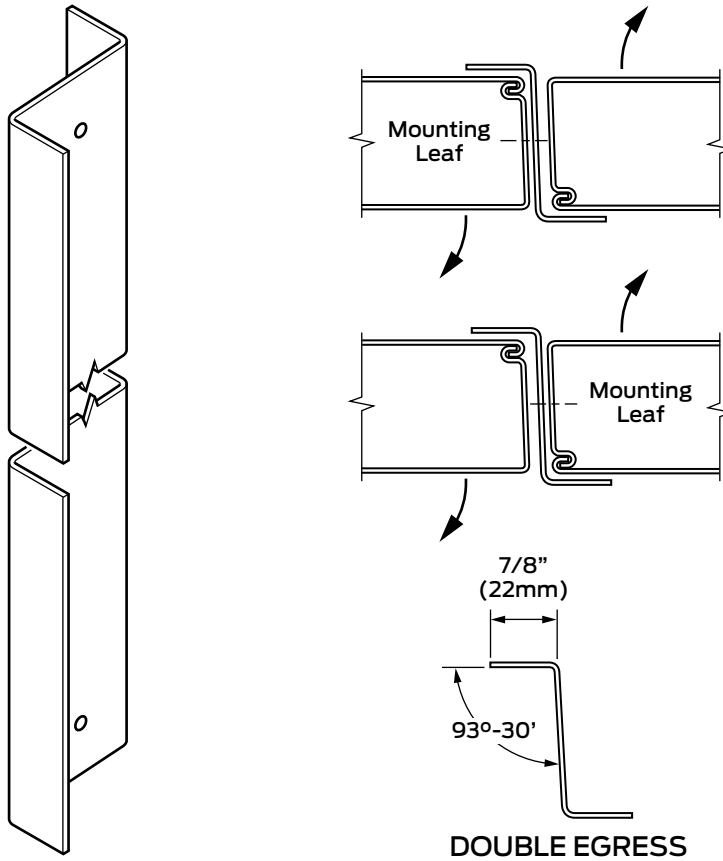 Mounting
Leaf
Mounting
Leaf
7/8”
(22mm)
93º-30’
DOUBLE EGRESS